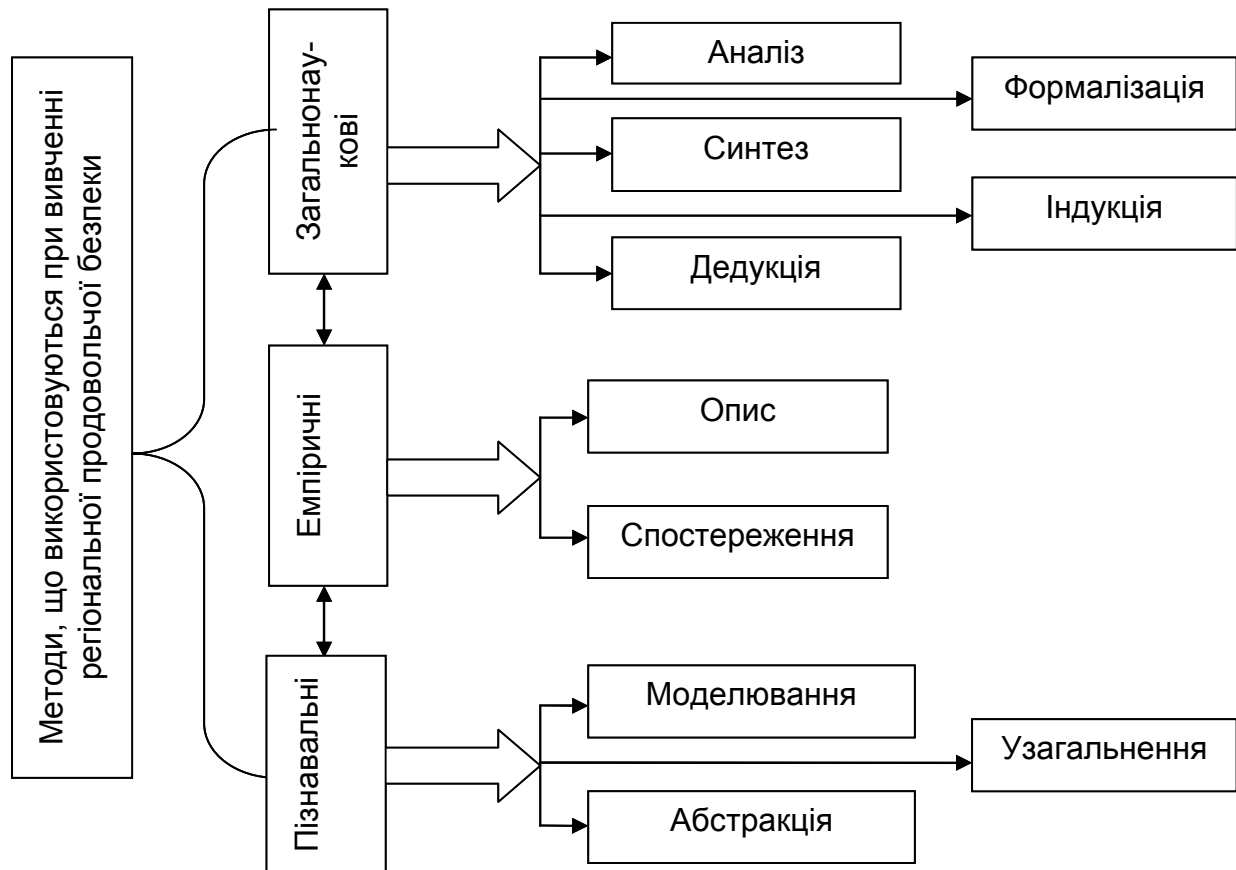 Методи, що використовуються при вивченні
регіональної продовольчої безпеки
Загальнонау-
кові
Аналіз
Формалізація
Синтез
Індукція
Дедукція
Емпіричні
Опис
Спостереження
Пізнавальні
Моделювання
Узагальнення
Абстракція